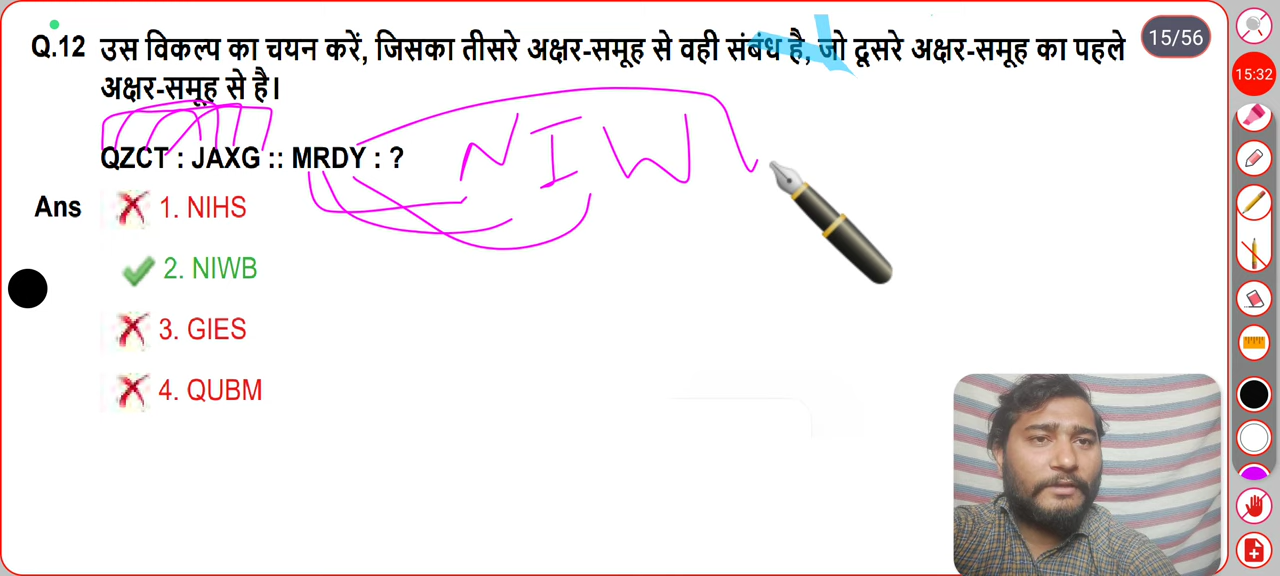 15/56
Q.12 उस विकल्प का चयन करें, जिसका तीसरे अक्षर-समूह से वही संबंध है, जो दूसरे अक्षर-समूह का पहले
अक्षर-समूह से है।
15:32
NIW
QZCT : JAXG :: MRDY : ?
Ans 1. NIHS
2. NIWB
3. GIES
4. QUBM